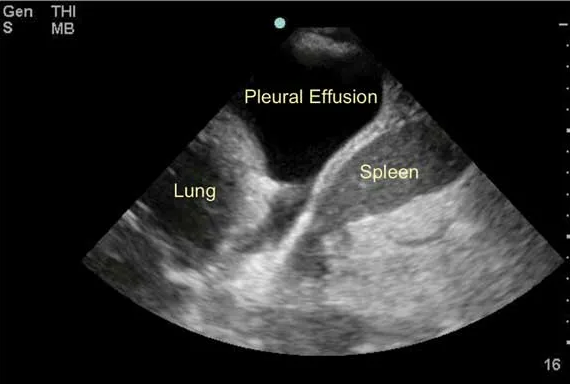 Gen THI
S MB
Pleural Effusion
Spleen
Lung
16